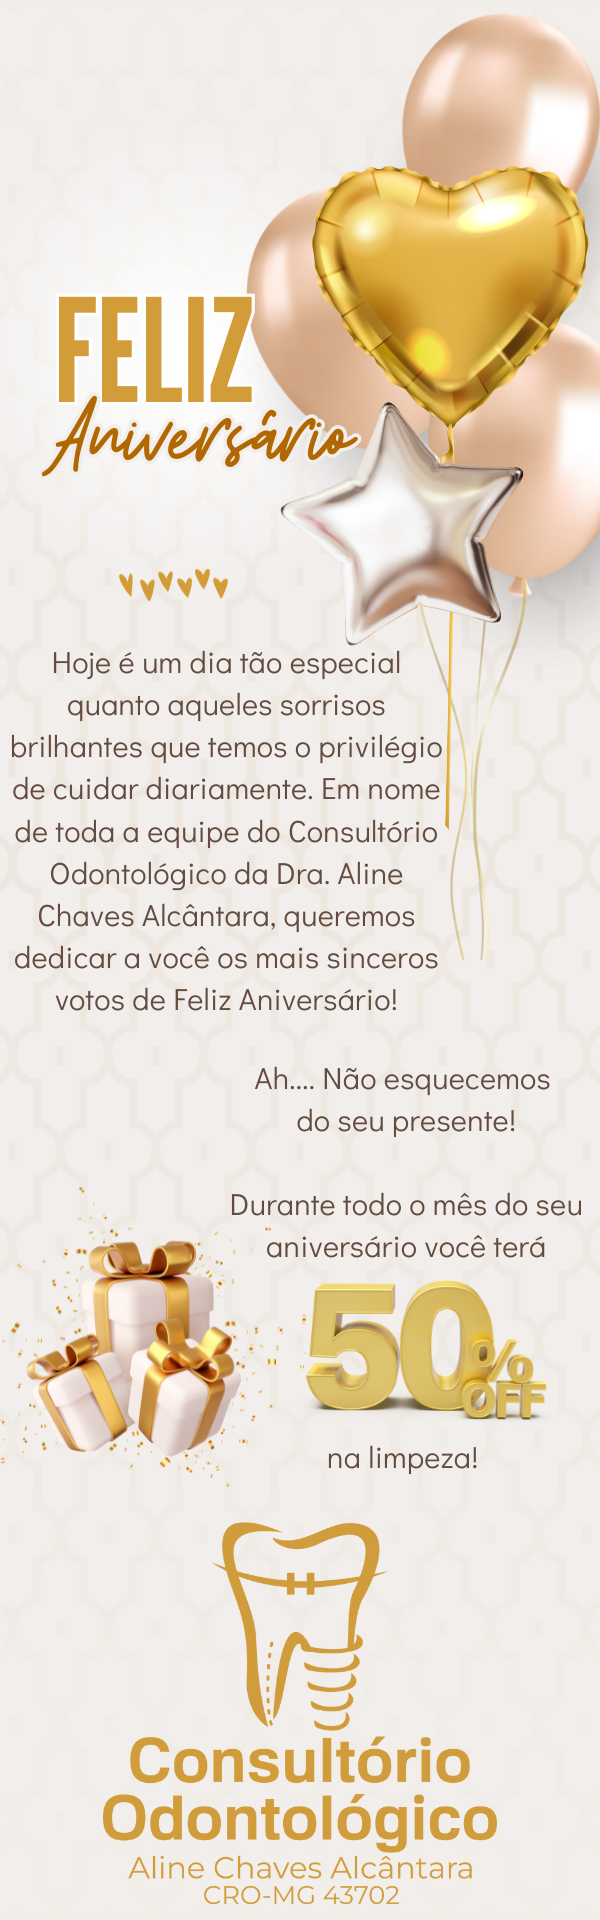 FELIZ
Aniversário
Hoje é um dia tão especial
quanto aqueles sorrisos
brilhantes que temos o privilégio
de cuidar diariamente. Em nome
de toda a equipe do Consultório
Odontológico da Dra. Aline
Chaves Alcântara, queremos
dedicar a você os mais sinceros
votos de Feliz Aniversário!
Ah.... Não esquecemos
do seu presente!
Durante todo o mês do seu
aniversário você terá
50%
OFF
na limpeza!
Consultório
Odontológico
Aline Chaves Alcântara
CRO-MG 43702